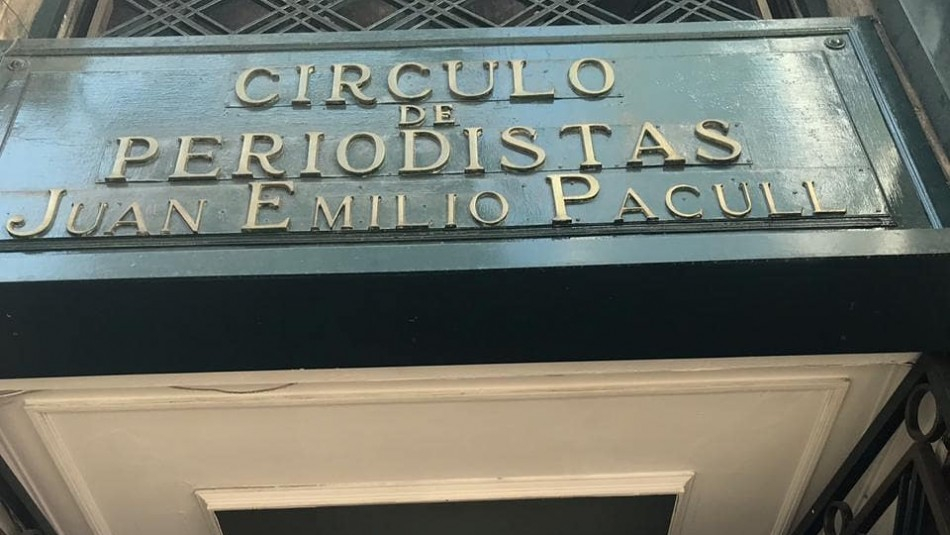 CIRCULO
DE
PERIODISTAS
JUAN EMILIO PACULL